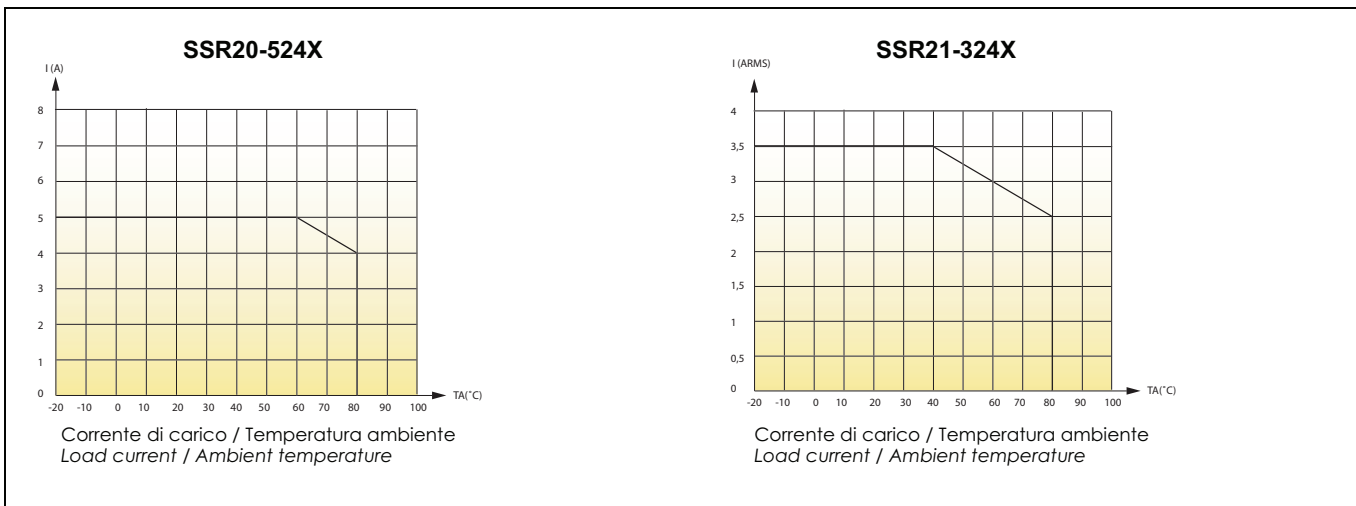 SSR20-524X
I (A)
8
7
6
5
4
3
2
1
0
-20 -10 0 10 20 30 40 50 60 70 80 90 100
TA(˚C)
Corrente di carico / Temperatura ambiente
Load current / Ambient temperature
SSR21-324X
I (ARMS)
4
3,5
3
2,5
2
1,5
1
0,5
0
-20 -10 0 10 20 30 40 50 60 70 80 90 100
TA(˚C)
Corrente di carico / Temperatura ambiente
Load current / Ambient temperature